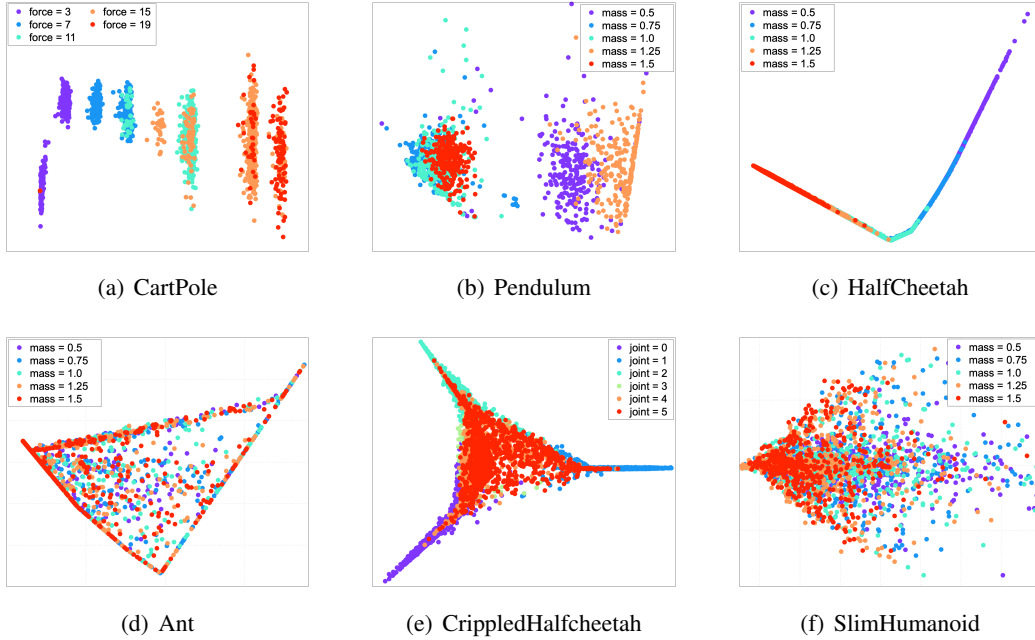 force = 3 force = 15
force = 7 force = 19
force = 11
mass = 0.5
mass = 0.75
mass = 1.0
mass = 1.25
mass = 1.5
mass = 0.5
mass = 0.75
mass = 1.0
mass = 1.25
mass = 1.5
(a) CartPole
(b) Pendulum
(c) HalfCheetah
mass = 0.5
mass = 0.75
mass = 1.0
mass = 1.25
mass = 1.5
joint = 0
joint = 1
joint = 2
joint = 3
joint = 4
joint = 5
mass = 0.5
mass = 0.75
mass = 1.0
mass = 1.25
mass = 1.5
(d) Ant
(e) CrippledHalfcheetah
(f) SlimHumanoid